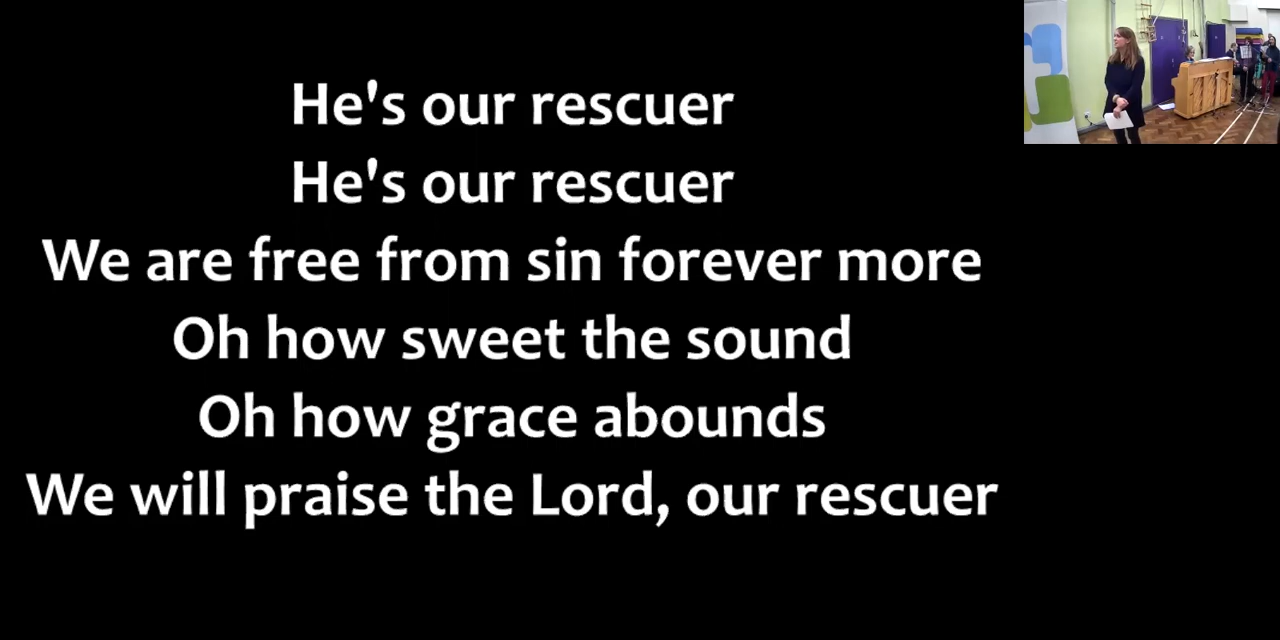 He's our rescuer
He's our rescuer
We are free from sin forever more
Oh how sweet the sound
Oh how grace abounds
We will praise the Lord, our rescuer